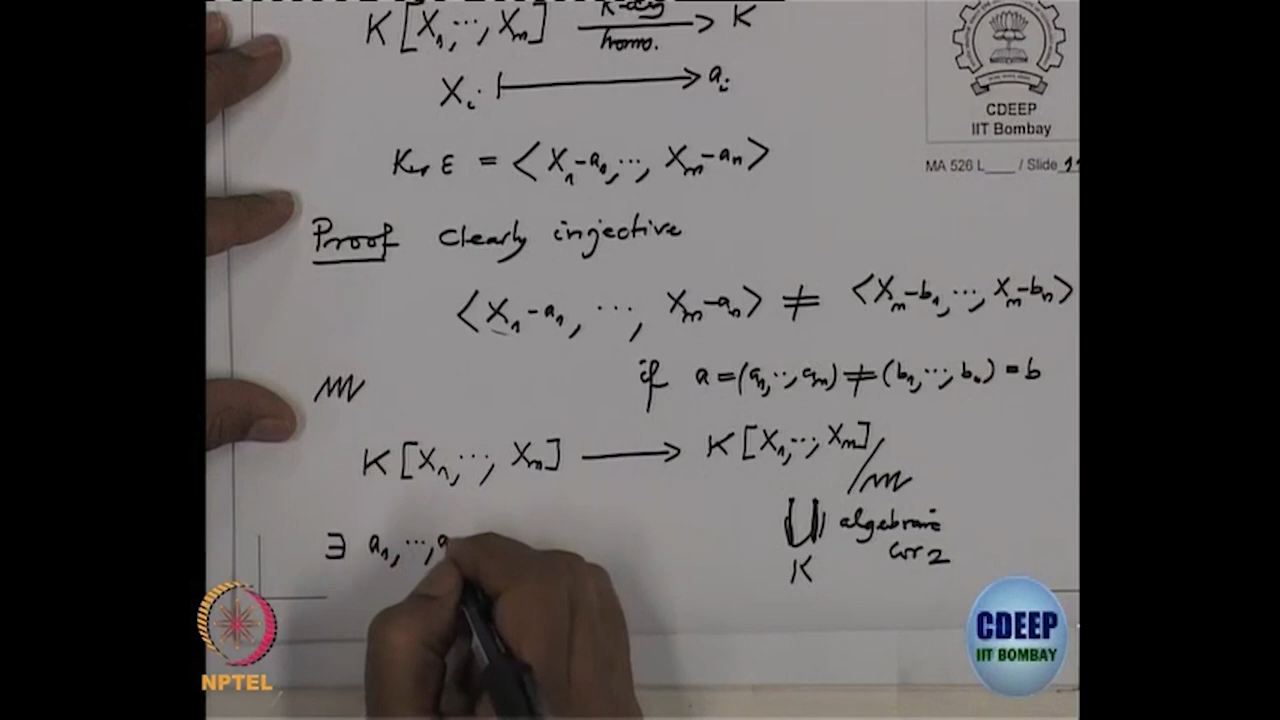 K[X₁,⋯,Xₙ] K-alg homo. → K
Xᵢ ⟼ aᵢ
Ker ε = ⟨X₁-a₁,⋯, Xₙ-aₙ⟩
Proof Clearly injective
⟨X₁-a₁, ⋯, Xₙ-aₙ⟩ ≠ ⟨Xₙ-b₁,⋯, Xₙ-bₙ⟩
if a=(a₁,⋯,aₙ)≠(b₁,⋯,bₙ)=b
K[X₁,⋯, Xₙ] → K[X₁,⋯, Xₙ]/
algebraic
K cor 2
∃ a₁,⋯,a
CDEEP
IIT Bombay
MA 526 L____ / Slide
NPTEL
CDEEP
IIT BOMBAY